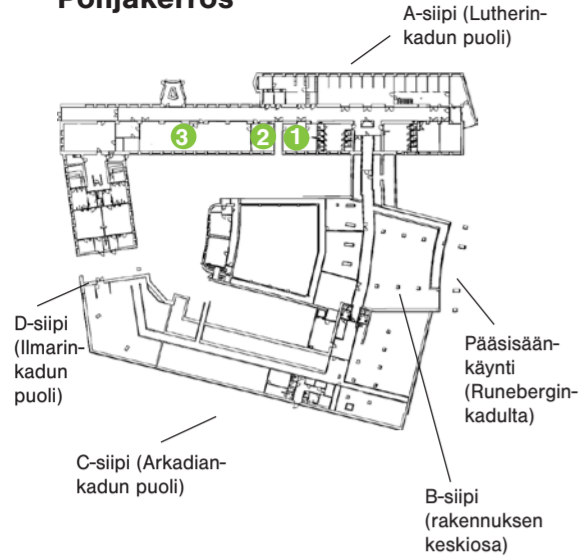 Pohjakerros
A-siipi (Lutherin-
kadun puoli)
3
2
1
D-siipi
(Ilmarin-
kadun
puoli)
Pääsisään-
käynti
(Runebergin-
kadulta)
C-siipi (Arkadian-
kadun puoli)
B-siipi
(rakennuksen
keskiosa)